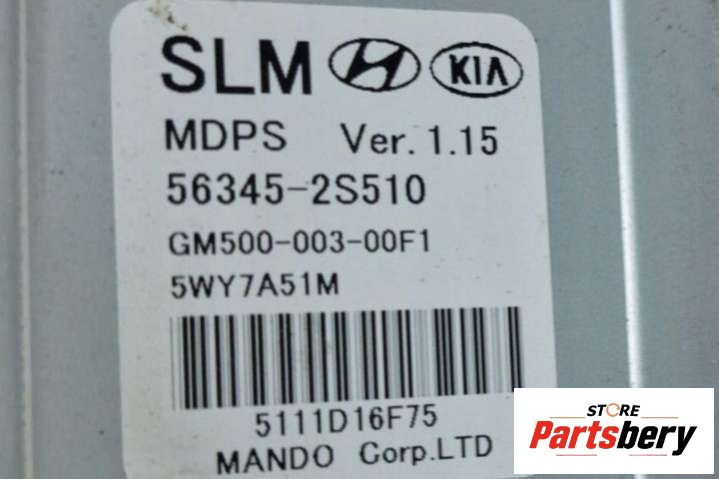 SLM KIA
MDPS Ver. 1.15
56345-2S510
GM500-003-00F1
5WY7A51M
5111D16F75
MANDO Corp.LTD
STORE
Partsbery